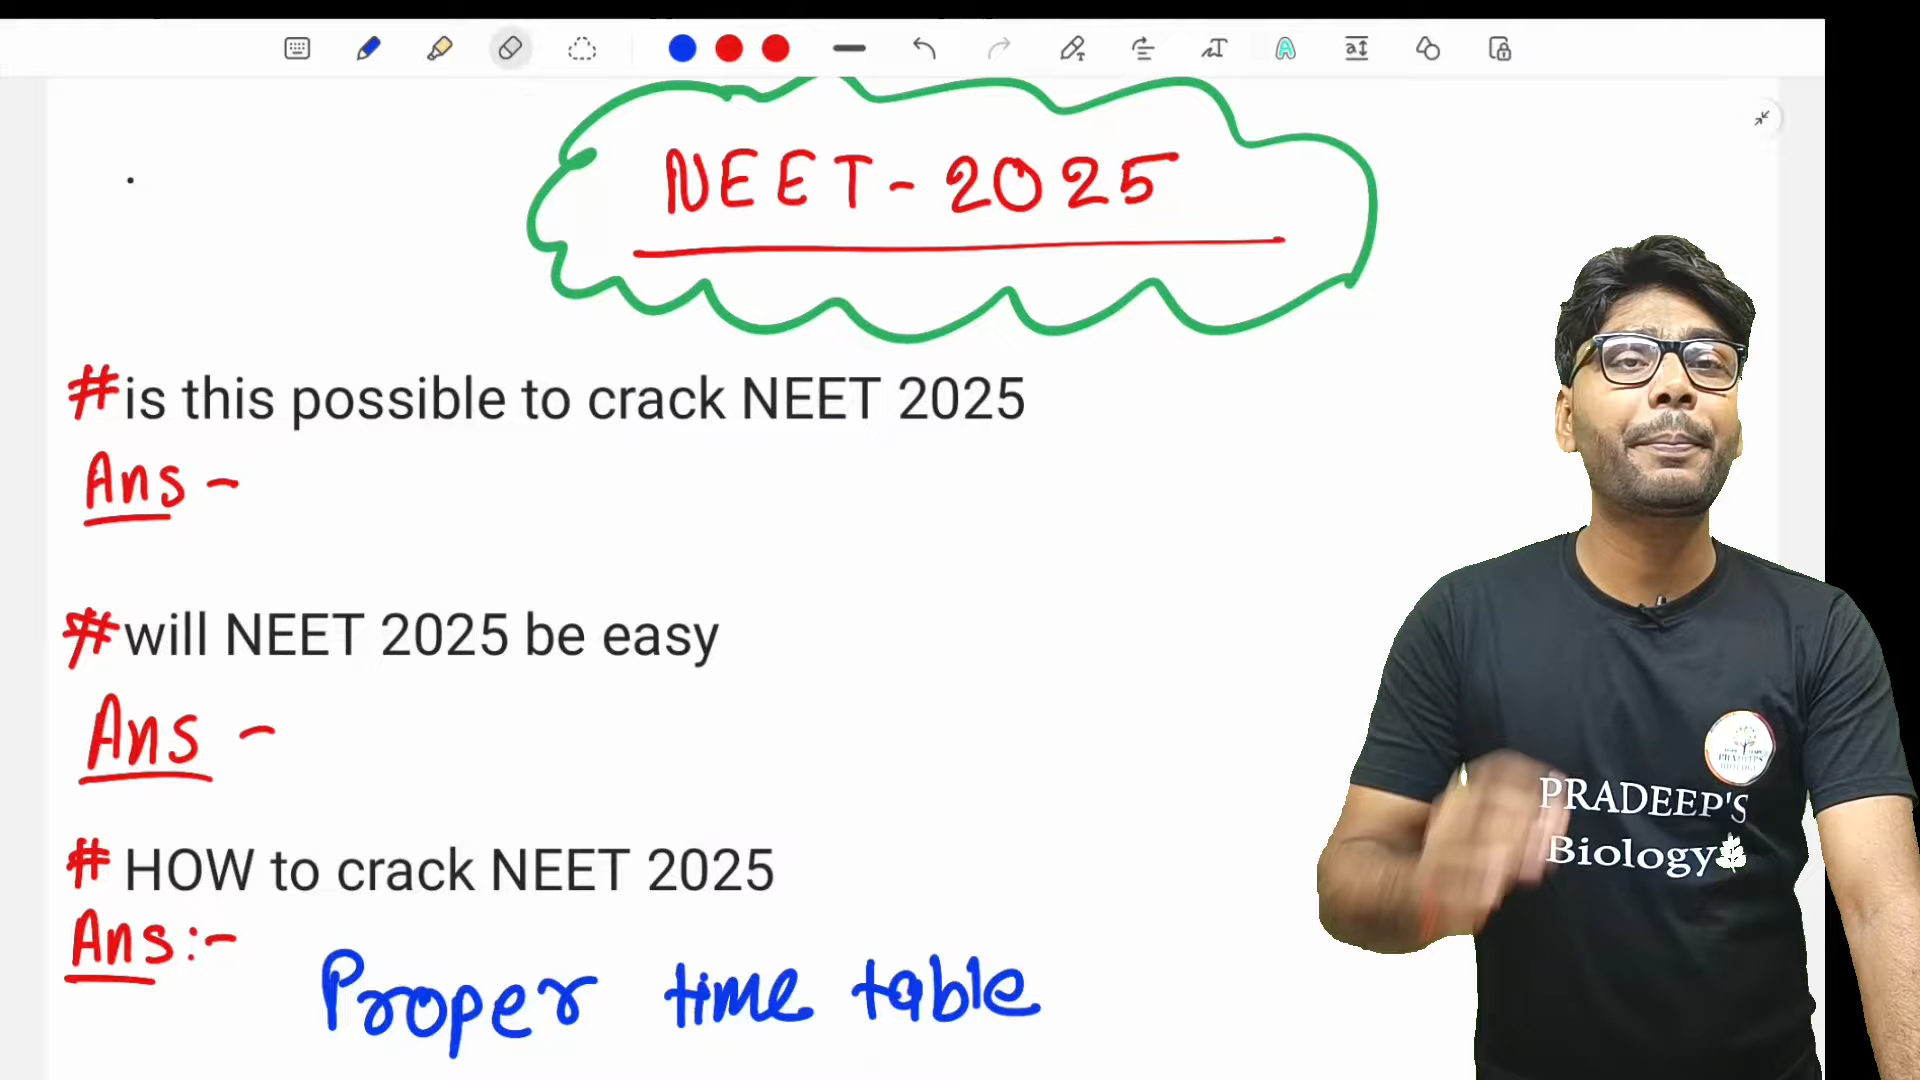 NEET-2025
#is this possible to crack NEET 2025
Ans -
#will NEET 2025 be easy
Ans -
# HOW to crack NEET 2025
Ans:-
Proper time table
PRADEEP'S
Biology